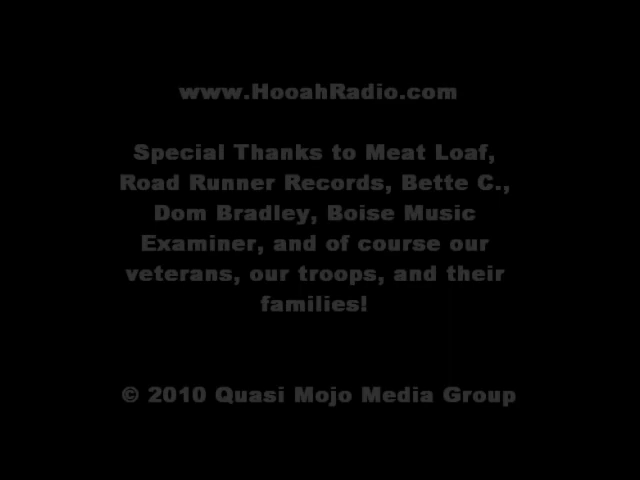 www.HooahRadio.com
Special Thanks to Meat Loaf,
Road Runner Records, Bette C.,
Dom Bradley, Boise Music
Examiner, and of course our
veterans, our troops, and their
families!
© 2010 Quasi Mojo Media Group